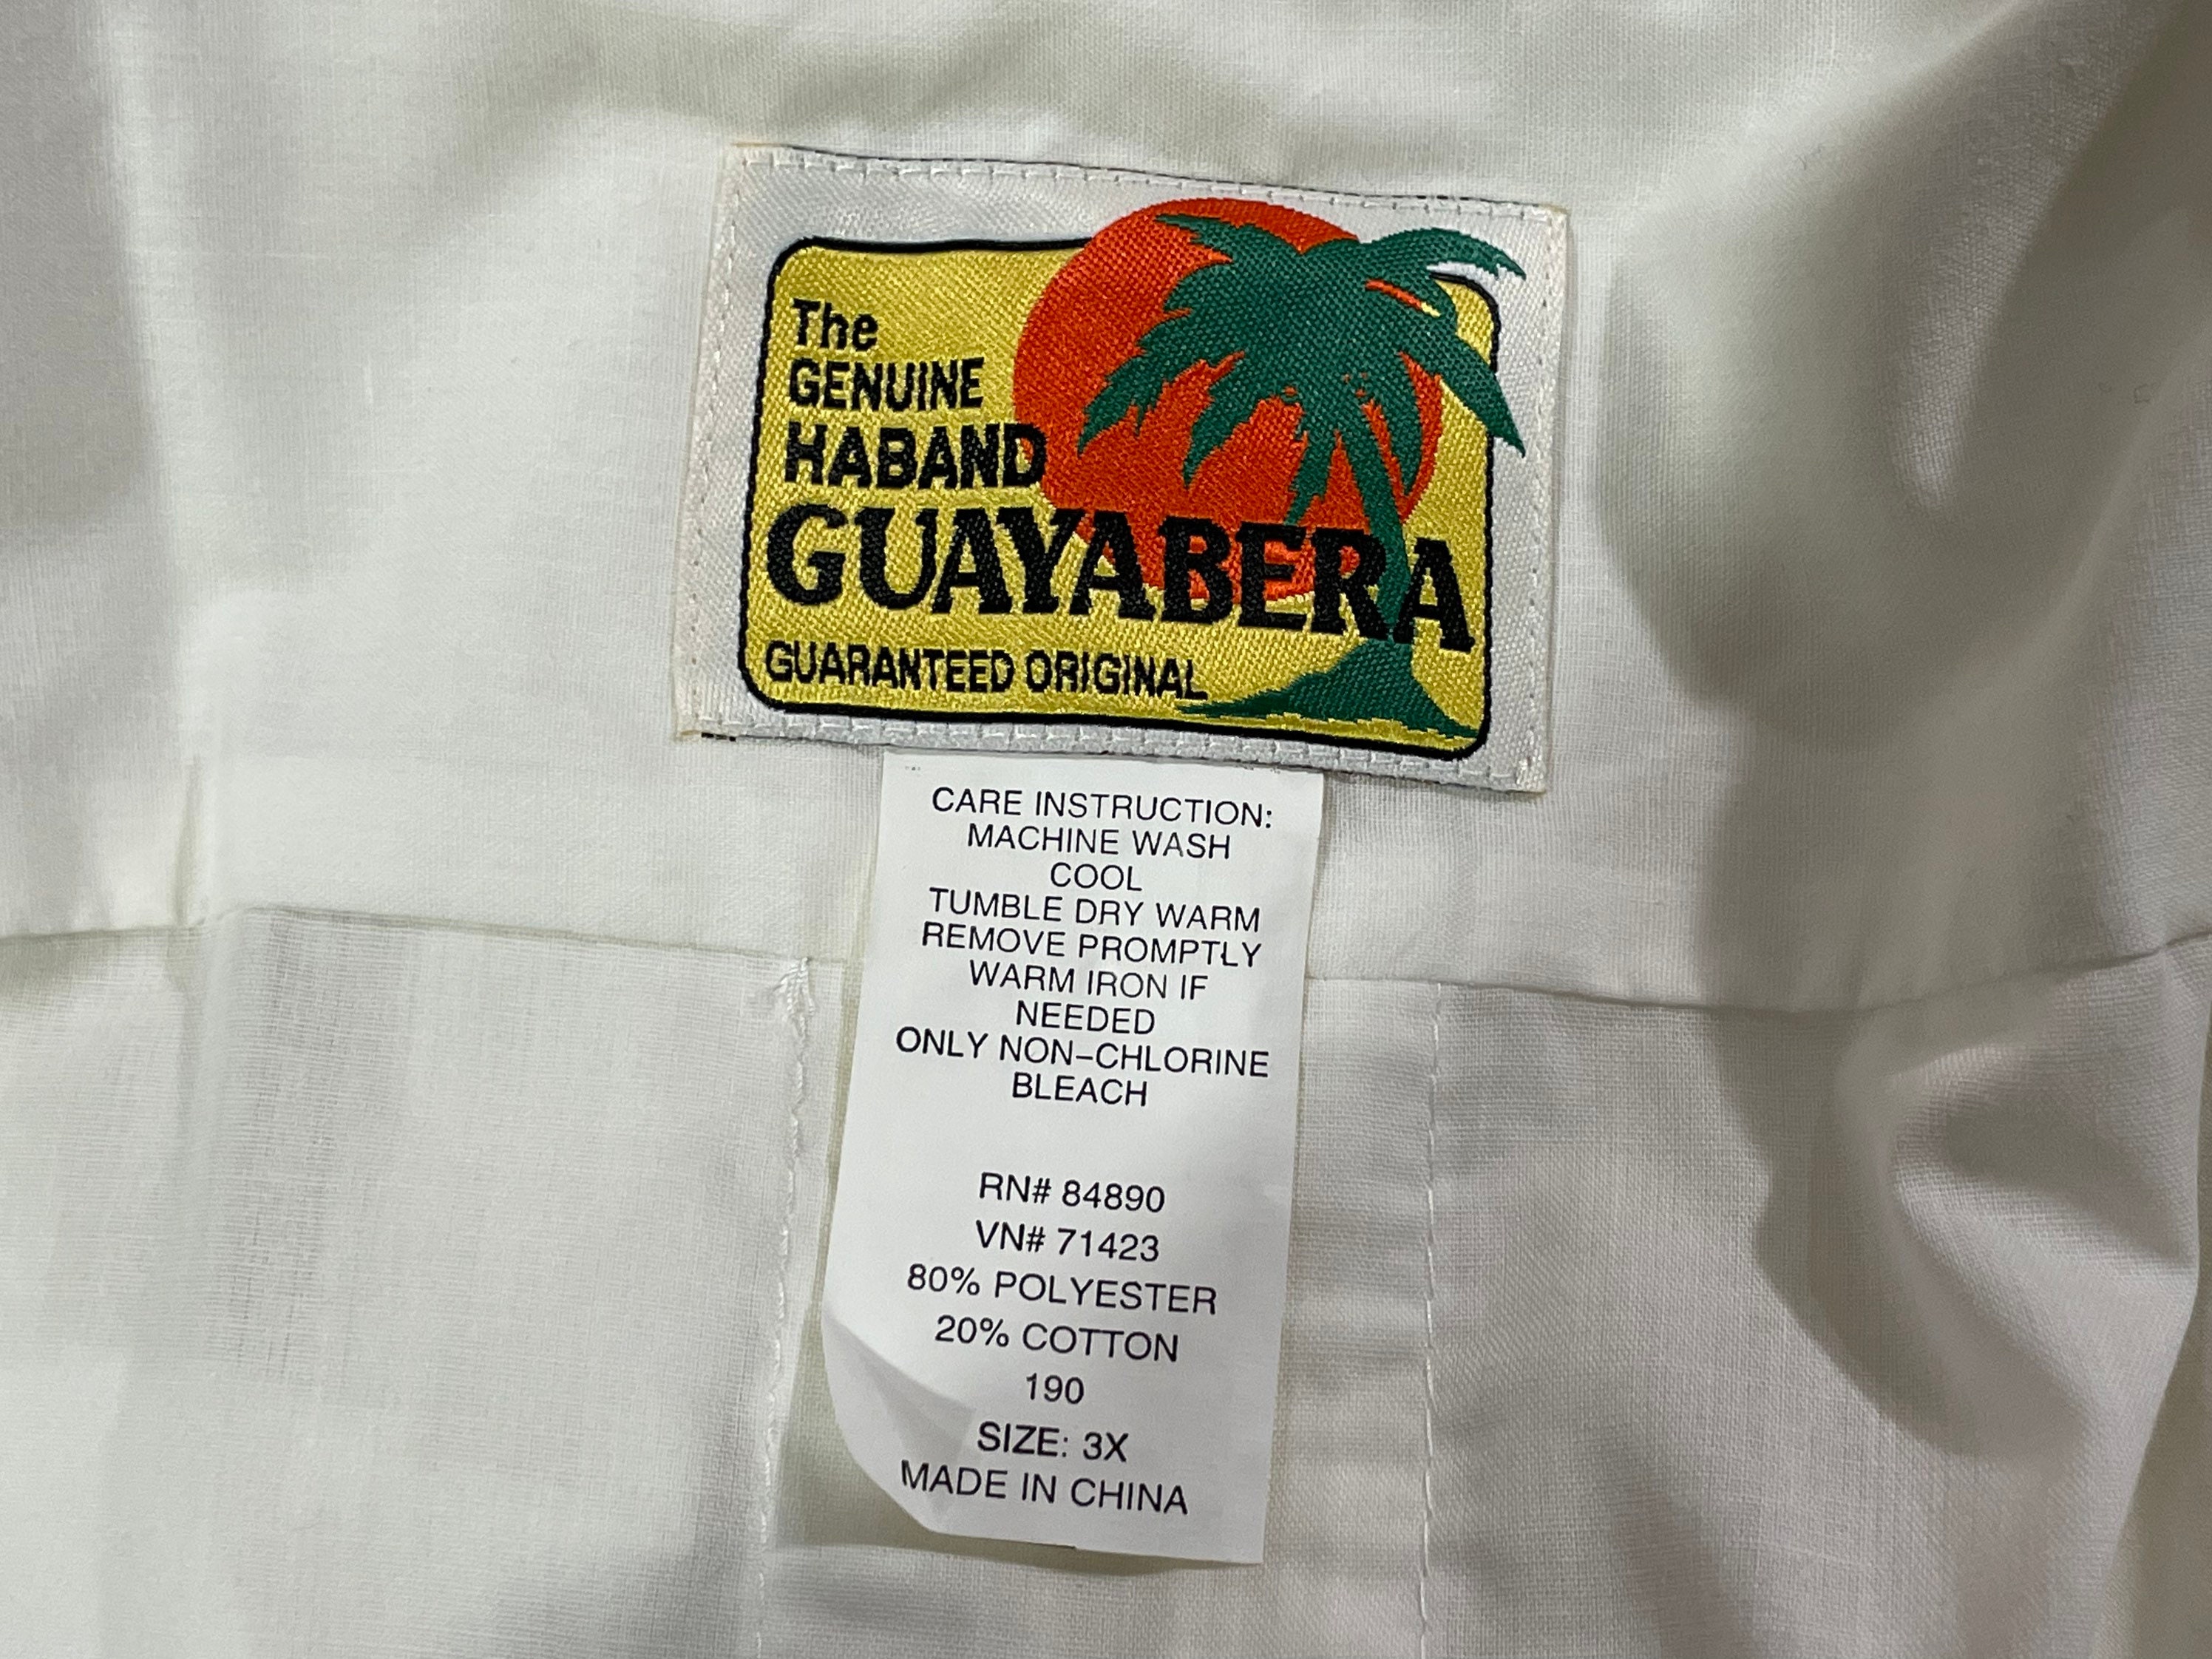 The
GENUINE
HABAND
GUAYABERA
GUARANTEED ORIGINAL
CARE INSTRUCTION:
MACHINE WASH
COOL
TUMBLE DRY WARM
REMOVE PROMPTLY
WARM IRON IF
NEEDED
ONLY NON-CHLORINE
BLEACH
RN# 84890
VN# 71423
80% POLYESTER
20% COTTON
190
SIZE: 3X
MADE IN CHINA